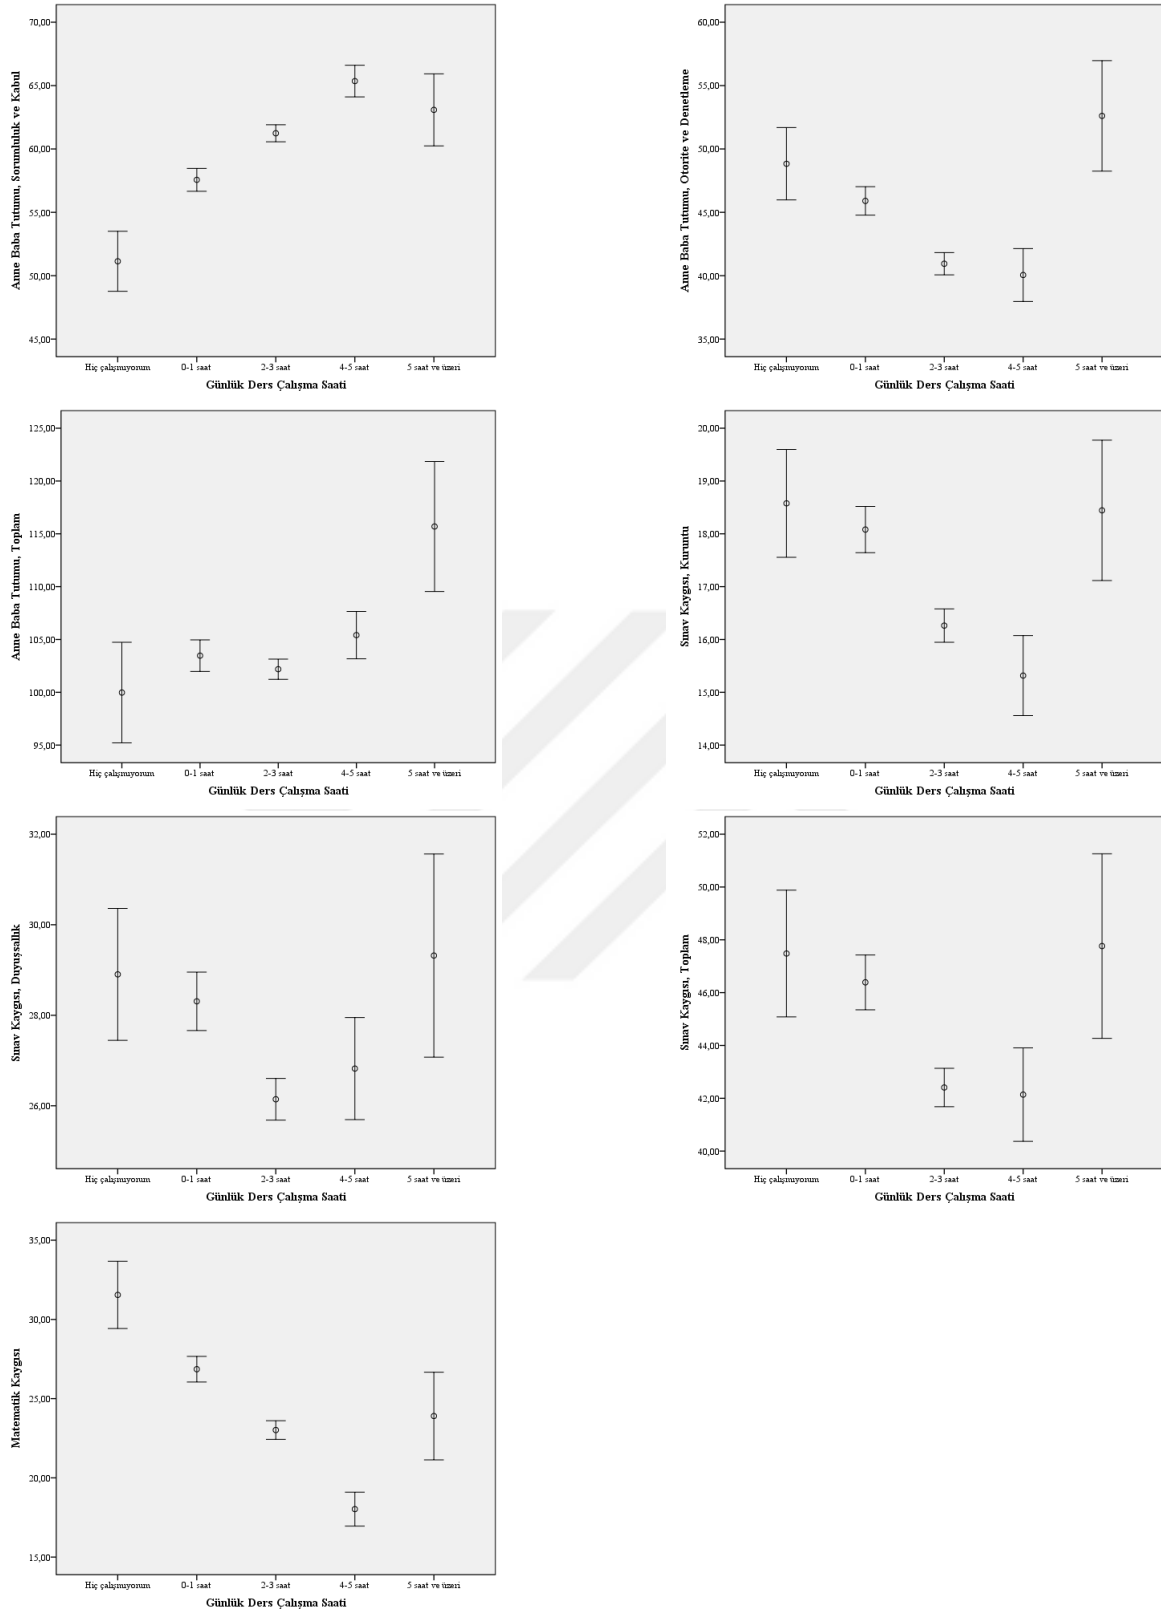 Anne Baba Tutumu, Sorumluluk ve Kabul
70,00
65,00
60,00
55,00
50,00
45,00
Hiç çalışmıyorum 0-1 saat 2-3 saat 4-5 saat 5 saat ve üzeri
Günlük Ders Çalışma Saati
Anne Baba Tutumu, Otorite ve Denetleme
60,00
55,00
50,00
45,00
40,00
35,00
Hiç çalışmıyorum 0-1 saat 2-3 saat 4-5 saat 5 saat ve üzeri
Günlük Ders Çalışma Saati
Anne Baba Tutumu, Toplam
125,00
120,00
115,00
110,00
105,00
100,00
95,00
Hiç çalışmıyorum 0-1 saat 2-3 saat 4-5 saat 5 saat ve üzeri
Günlük Ders Çalışma Saati
Sınav Kaygısı, Kuruntu
20,00
19,00
18,00
17,00
16,00
15,00
14,00
Hiç çalışmıyorum 0-1 saat 2-3 saat 4-5 saat 5 saat ve üzeri
Günlük Ders Çalışma Saati
Sınav Kaygısı, Duyuşsallık
32,00
30,00
28,00
26,00
Hiç çalışmıyorum 0-1 saat 2-3 saat 4-5 saat 5 saat ve üzeri
Günlük Ders Çalışma Saati
Sınav Kaygısı, Toplam
52,00
50,00
48,00
46,00
44,00
42,00
40,00
Hiç çalışmıyorum 0-1 saat 2-3 saat 4-5 saat 5 saat ve üzeri
Günlük Ders Çalışma Saati
Matematik Kaygısı
35,00
30,00
25,00
20,00
15,00
Hiç çalışmıyorum 0-1 saat 2-3 saat 4-5 saat 5 saat ve üzeri
Günlük Ders Çalışma Saati